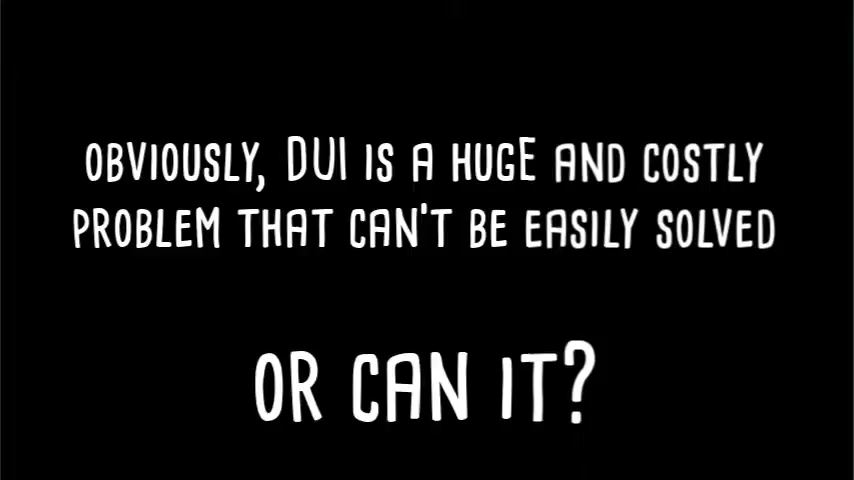 OBVIOUSLY, DUI IS A HUGE AND COSTLY
PROBLEM THAT CAN'T BE EASILY SOLVED
OR CAN IT?